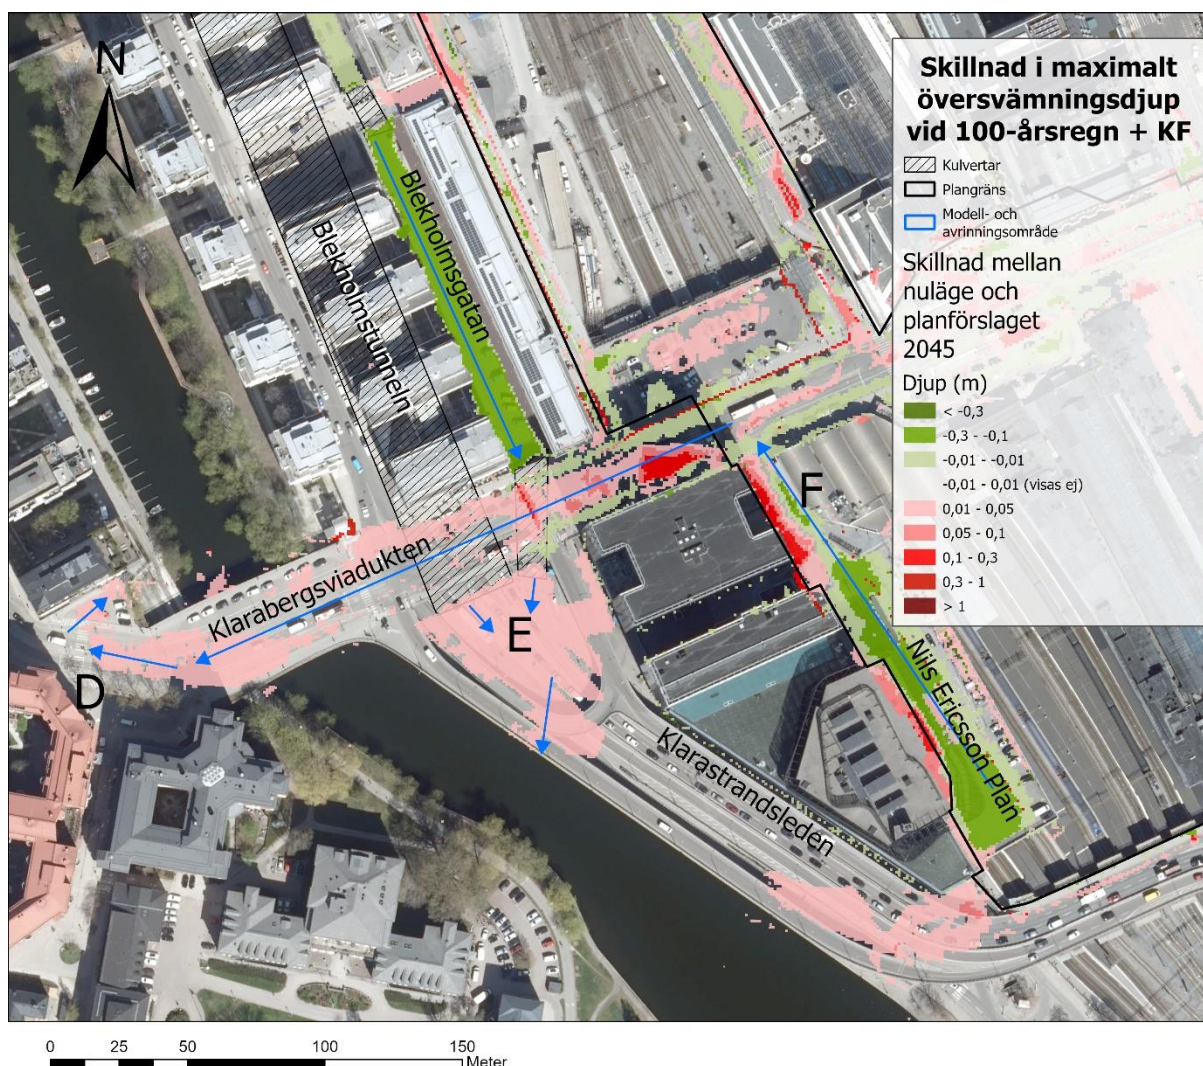 N
Skillnad i maximalt
översvämningsdjup
vid 100-årsregn + KF
Kulvertar
Plangräns
Modell- och
avrinningsområde
Skillnad mellan
nuläge och
planförslaget
2045
Djup (m)
< -0,3
-0,3 - -0,1
-0,01 - -0,01
-0,01 - 0,01 (visas ej)
0,01 - 0,05
0,05 - 0,1
0,1 - 0,3
0,3 - 1
> 1
Blekholmsgatan
Blekholmstunneln
F
Klarabergsviadukten
E
D
Nils Ericsson Plan
Klarastrandsleden
0 25 50 100 150
Meter